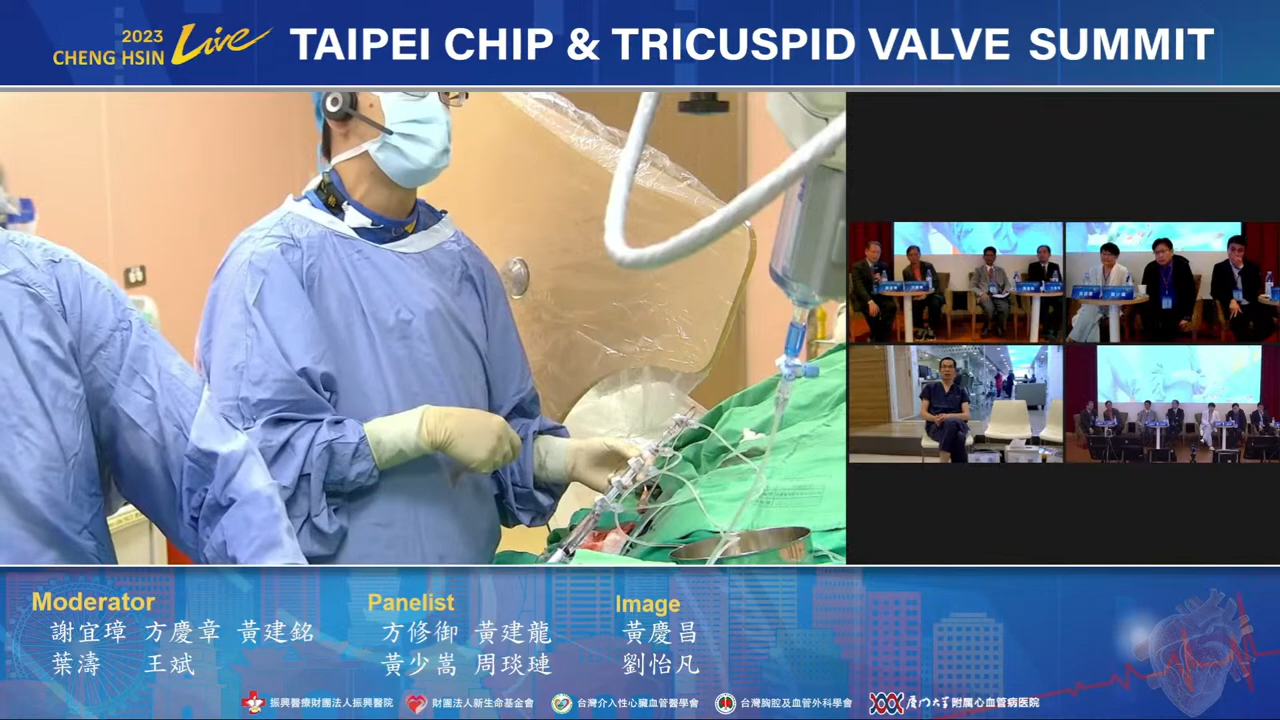 2023
CHENG HSIN Live
TAIPEI CHIP & TRICUSPID VALVE SUMMIT
Moderator
謝宜璋 方慶章 黃建銘
葉濤 王斌
Panelist
方修御 黃建龍
黃少嵩 周琰璉
Image
黃慶昌
劉怡凡
振興醫療財團法人振興醫院 財團法人新生命基金會 台灣介入性心臟血管醫學會 台灣胸腔及血管外科學會 厦门大学附属心血管病医院